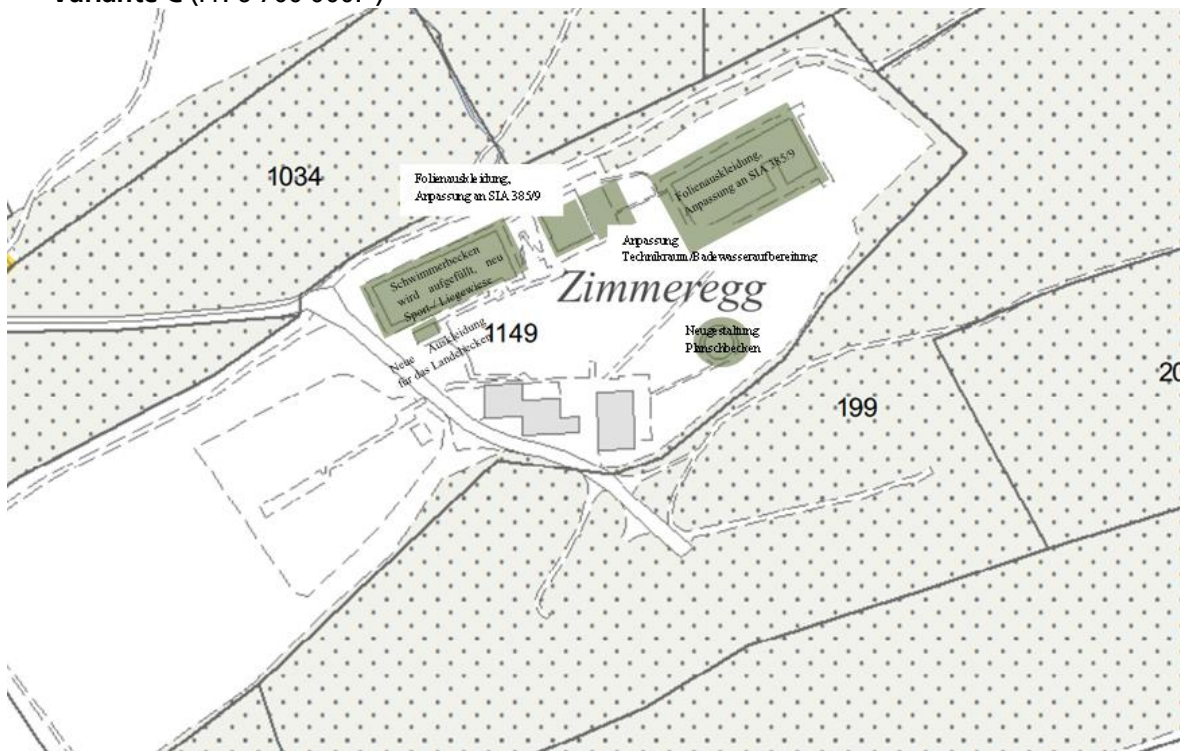 1034
Folienauskleidung,
Anpassung an SIA 385/9
Folienauskleidung,
Anpassung an SIA 385/9
Schwimmerbecken
wird aufgefüllt, neu
Sport-/ Liegewiese
Anpassung
Technikraum/Badewasseraufbereitung
Zimmeregg
1149
Neue Auskleidung
für das Landebecken
Neugestaltung
Planschbecken
199
20